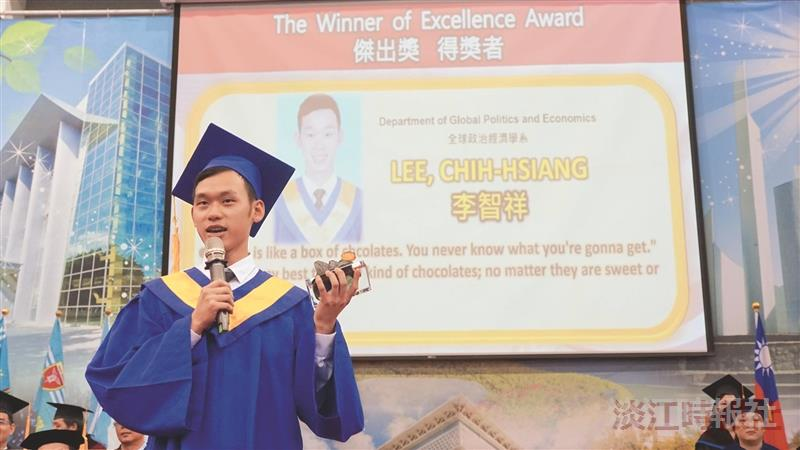 The Winner of Excellence Award
傑出獎 得獎者
Department of Global Politics and Economics
全球政治經濟學系
LEE, CHIH-HSIANG
李智祥
is like a box of chcolates. You never know what you're gonna get."
best kind of chocolates; no matter they are sweet or
淡江時報社